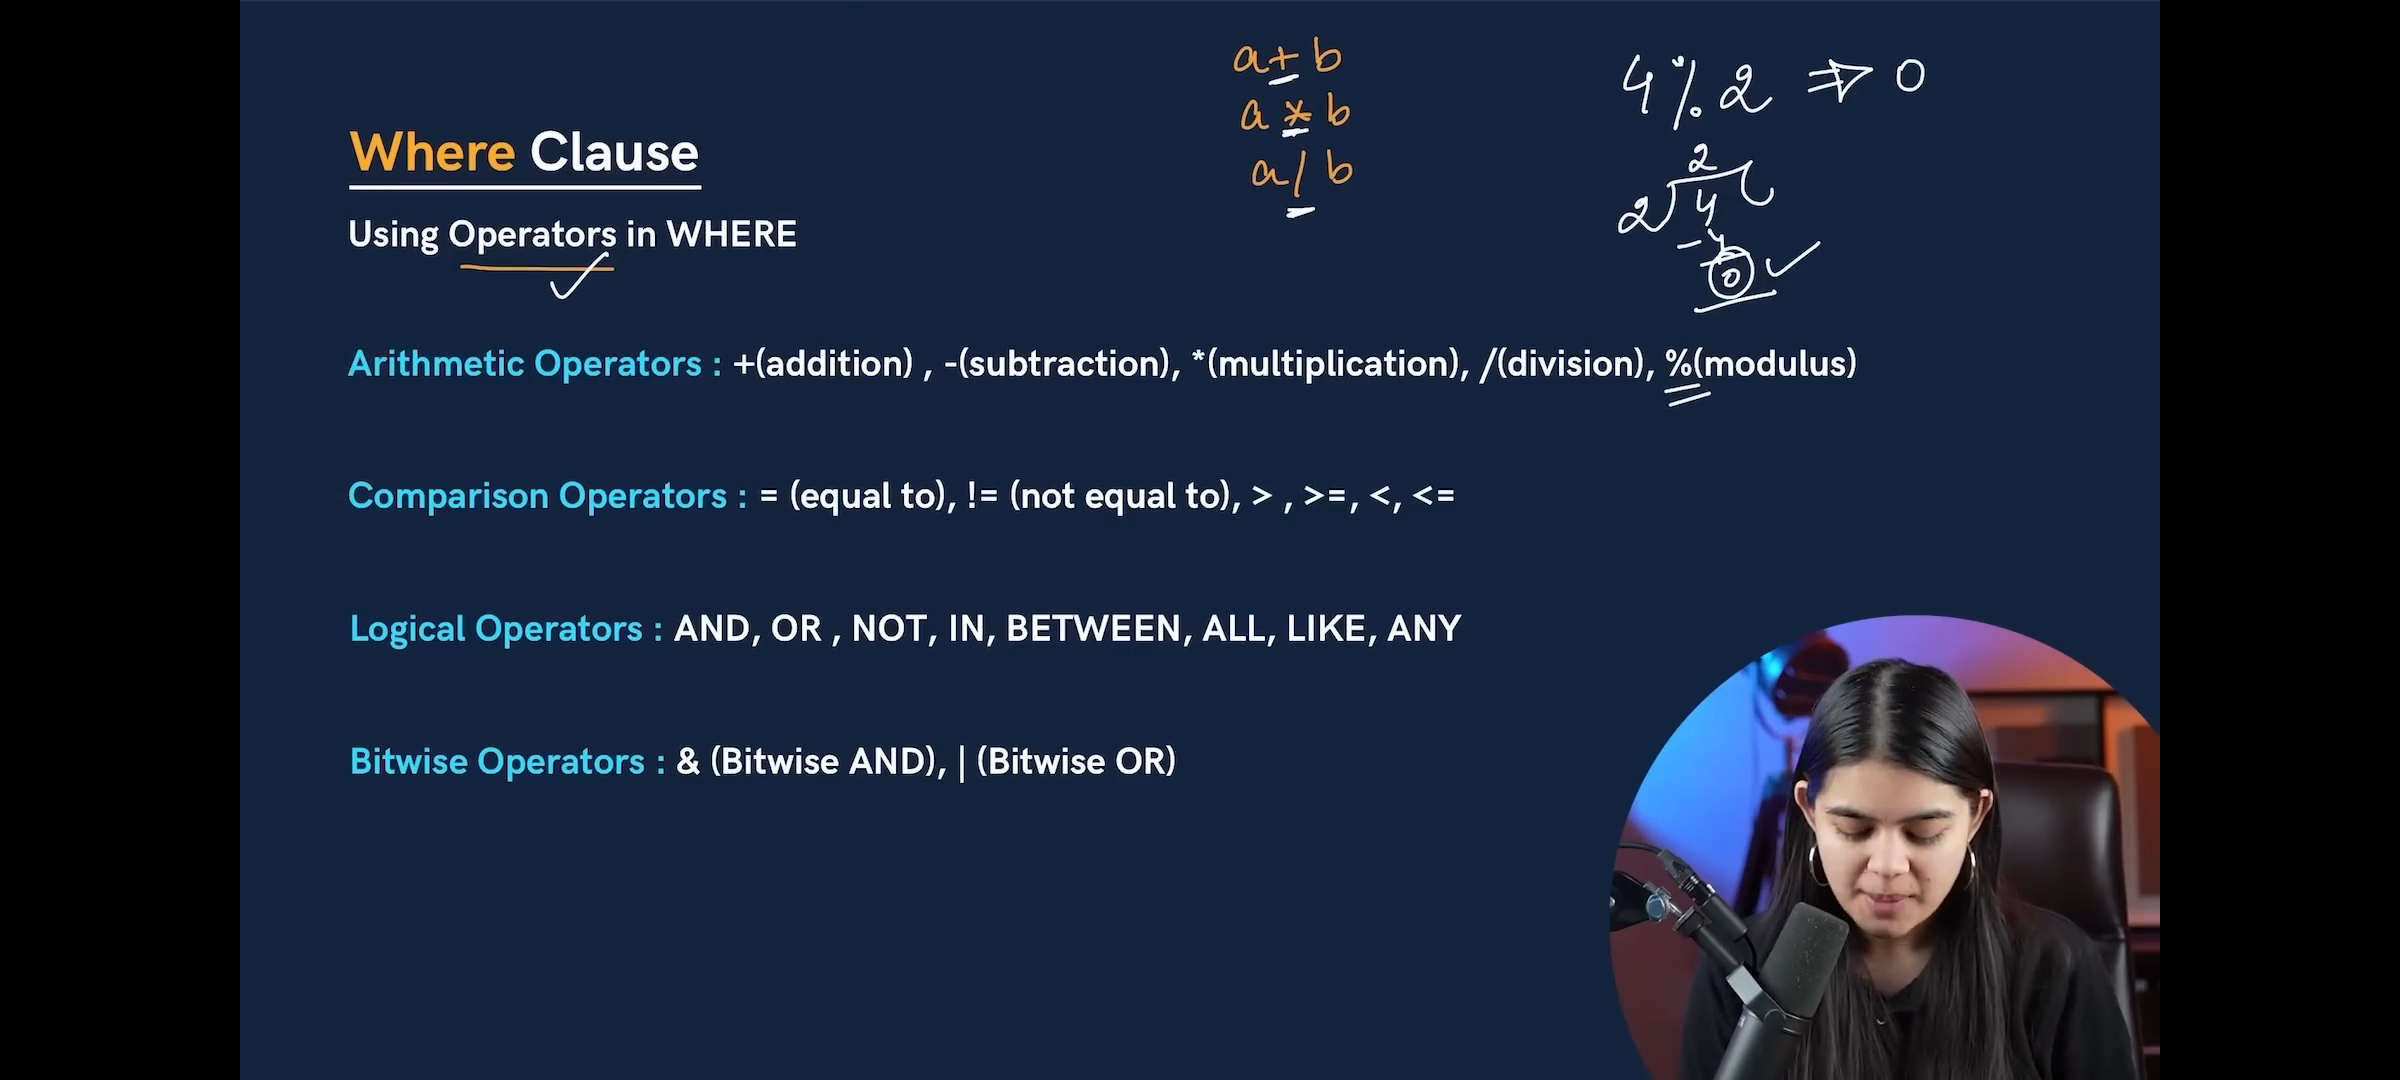 a + b
a * b
a / b
4 % 2 ⇒ 0
2
2 4
- 4
0
Where Clause
Using Operators in WHERE
Arithmetic Operators : +(addition) , -(subtraction), *(multiplication), /(division), %(modulus)
Comparison Operators : = (equal to), != (not equal to), > , >=, <, <=
Logical Operators : AND, OR , NOT, IN, BETWEEN, ALL, LIKE, ANY
Bitwise Operators : & (Bitwise AND), | (Bitwise OR)